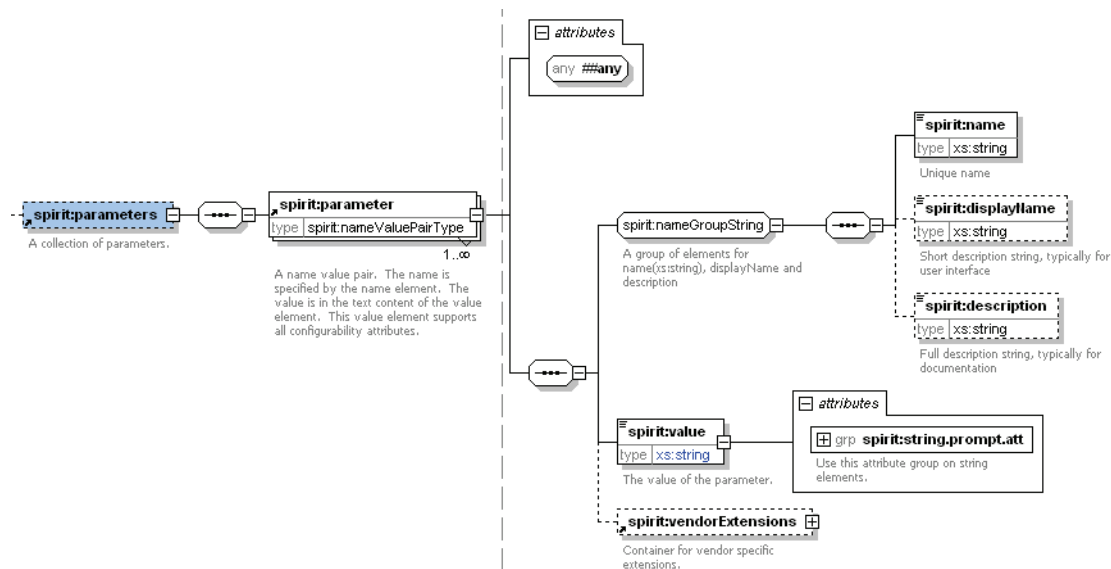 attributes
any ##any
spirit:parameters
A collection of parameters.
spirit:parameter
type spirit:nameValuePairType
1..∞
A name value pair. The name is
specified by the name element. The
value is in the text content of the value
element. This value element supports
all configurability attributes.
spirit:nameGroupString
A group of elements for
name(xs:string), displayName and
description
spirit:name
type xs:string
Unique name
spirit:displayName
type xs:string
Short description string, typically for
user interface
spirit:description
type xs:string
Full description string, typically for
documentation
spirit:value
type xs:string
The value of the parameter.
attributes
grp spirit:string.prompt.att
Use this attribute group on string
elements.
spirit:vendorExtensions
Container for vendor specific
extensions.